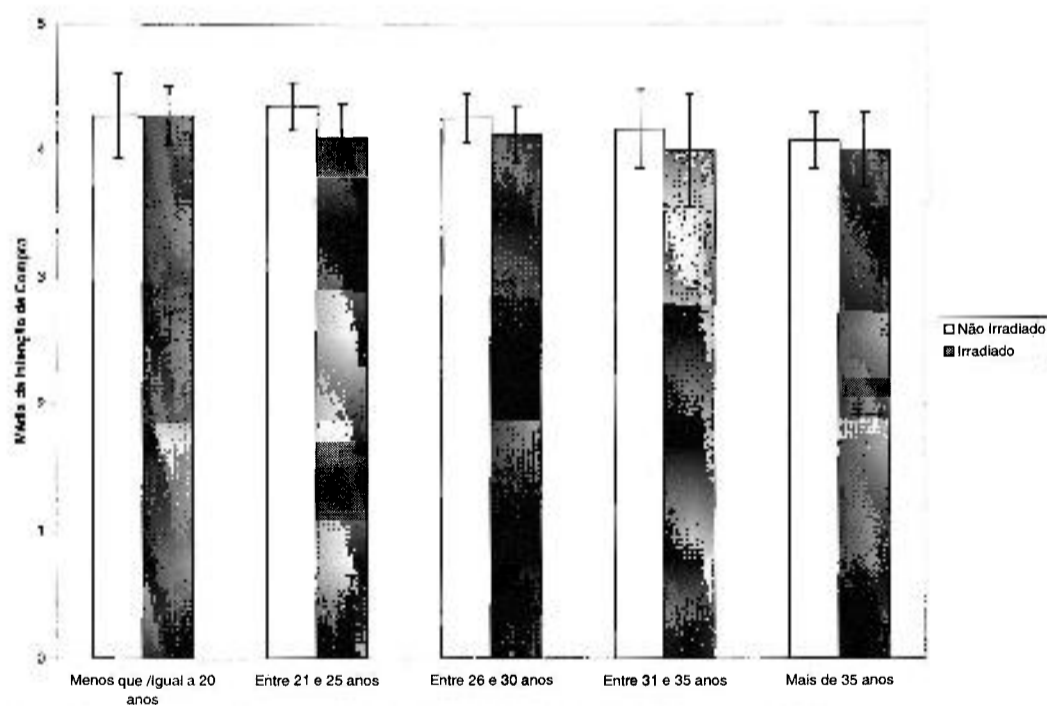 5
4
3
2
1
0
Média da Intenção de Compra
Menos que /Igual a 20
anos
Entre 21 e 25 anos
Entre 26 e 30 anos
Entre 31 e 35 anos
Mais de 35 anos
Não Irradiado
Irradiado